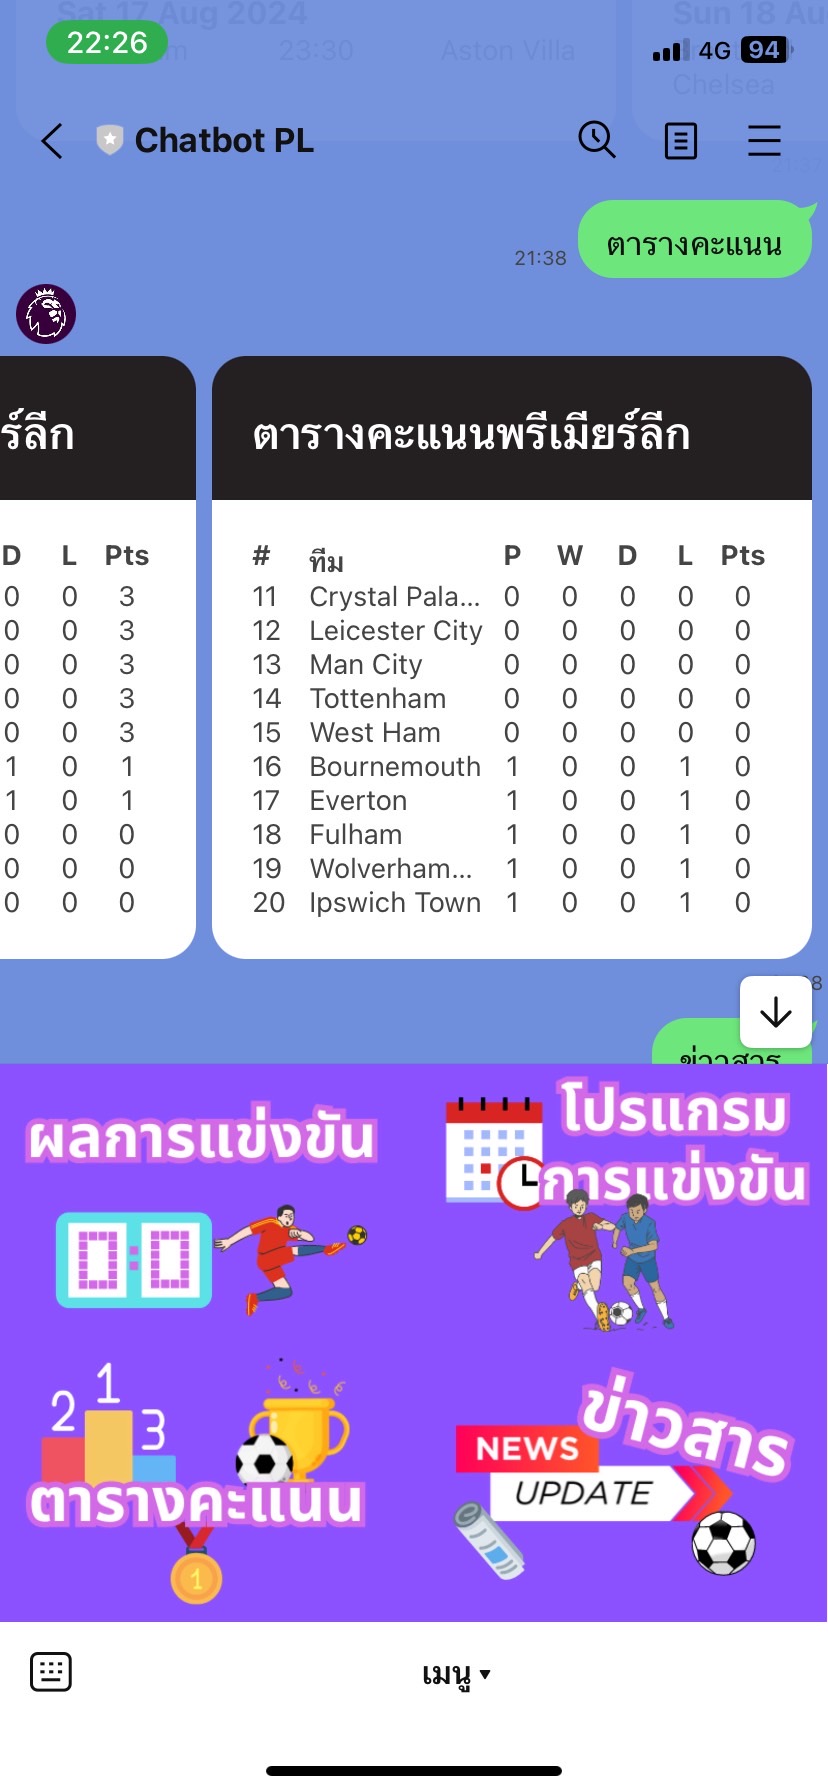 Sat 17 Aug 2024
Sun 18 Au
22:26
23:30
Aston Villa
4G
94
Chelsea
Chatbot PL
ตารางคะแนน
21:38
ร์ลีก
ตารางคะแนนพรีเมียร์ลีก
D L Pts
0 0 3
0 0 3
0 0 3
0 0 3
0 0 3
1 0 1
1 0 1
0 0 0
0 0 0
0 0 0
# ทีม P W D L Pts
11 Crystal Pala... 0 0 0 0 0
12 Leicester City 0 0 0 0 0
13 Man City 0 0 0 0 0
14 Tottenham 0 0 0 0 0
15 West Ham 0 0 0 0 0
16 Bournemouth 1 0 0 1 0
17 Everton 1 0 0 1 0
18 Fulham 1 0 0 1 0
19 Wolverham... 1 0 0 1 0
20 Ipswich Town 1 0 0 1 0
8
ข่าวสาร
ผลการแข่งขัน
0:0
โปรแกรม
การแข่งขัน
2 1 3
ตารางคะแนน
1
ข่าวสาร
NEWS
UPDATE
เมนู ▾